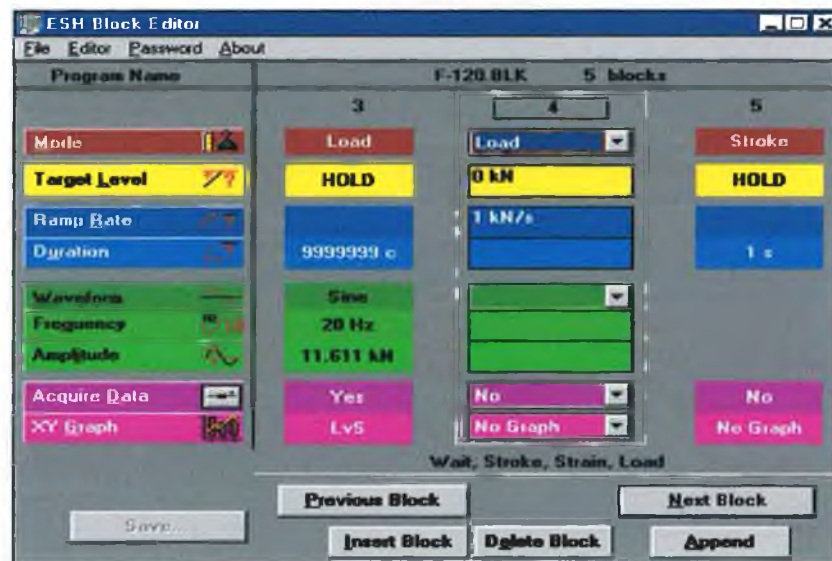 ESH Block Editor
File Editor Password About
Program Name F-120.BLK 5 blocks
3 4 5
Mode Load Load Stroke
Target Level HOLD 0 kN HOLD
Ramp Rate 1 kN/s
Duration 9999999 c 1 s
Waveform Sine
Frequency 20 Hz
Amplitude 11.611 kN
Acquire Data Yes No No
XY Graph LvS No Graph No Graph
Wait, Stroke, Strain, Load
Previous Block Next Block
Save...
Insert Block Delete Block Append